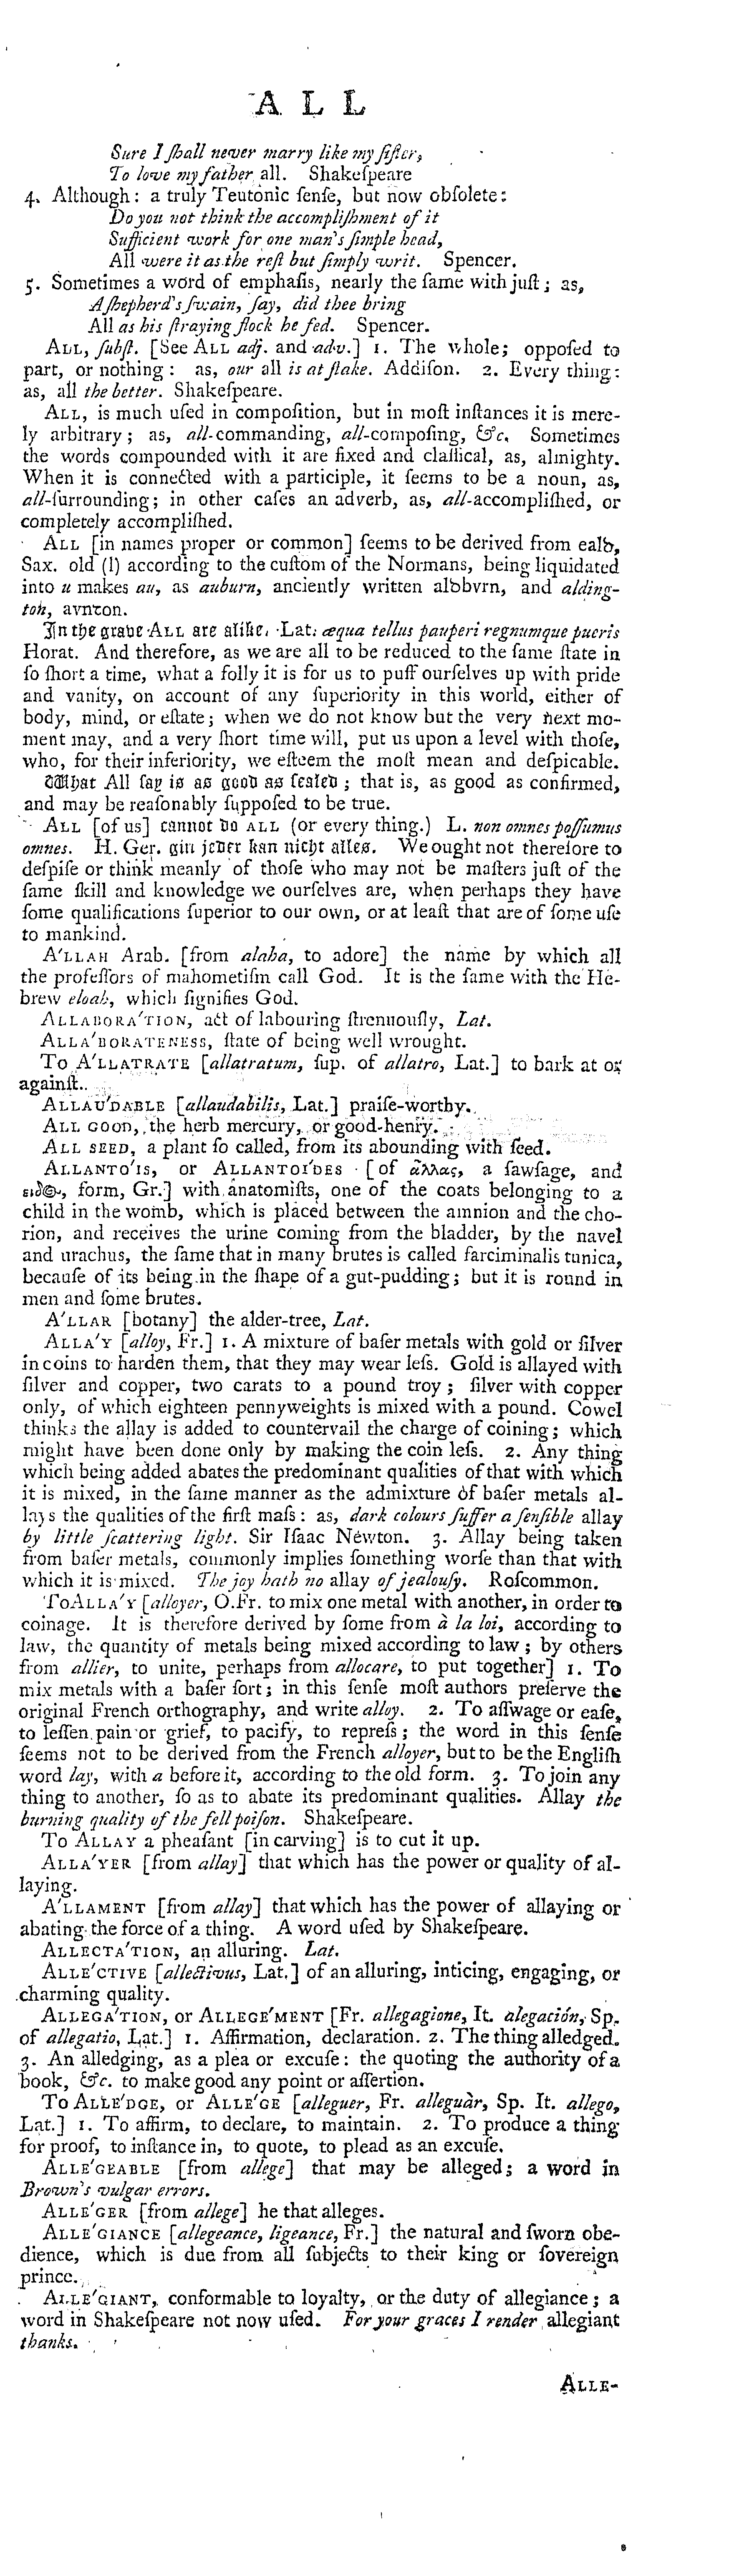 A L L
Sure I ſhall never marry like my ſiſter,
To love my father all. Shakeſpeare
4. Although: a truly Teutonic ſenſe, but now obſolete:
Do you not think the accompliſhment of it
Sufficient work for one man's ſimple head,
All were it as the reſt but ſimply writ. Spencer.
5. Sometimes a word of emphaſis, nearly the ſame with juſt; as,
A ſhepherd's ſwain, ſay, did thee bring
All as his ſtraying flock he fed. Spencer.
ALL, ſubſt. [See ALL adj. and adv.] 1. The whole; oppoſed to
part, or nothing: as, our all is at ſtake. Addiſon. 2. Every thing:
as, all the better. Shakeſpeare.
ALL, is much uſed in compoſition, but in moſt inſtances it is mere-
ly arbitrary; as, all-commanding, all-compoſing, &c. Sometimes
the words compounded with it are fixed and claſſical, as, almighty.
When it is connected with a participle, it ſeems to be a noun, as,
all-ſurrounding; in other caſes an adverb, as, all-accompliſhed, or
completely accompliſhed.
ALL [in names proper or common] ſeems to be derived from ealꝺ,
Sax. old (l) according to the cuſtom of the Normans, being liquidated
into u makes au, as auburn, anciently written albbvrn, and alding-
ton, avnton.
In the grave ALL are alike. Lat. æqua tellus pauperi regnumque pueris
Horat. And therefore, as we are all to be reduced to the ſame ſtate in
ſo ſhort a time, what a folly it is for us to puff ourſelves up with pride
and vanity, on account of any ſuperiority in this world, either of
body, mind, or eſtate; when we do not know but the very next mo-
ment may, and a very ſhort time will, put us upon a level with thoſe,
who, for their inferiority, we eſteem the moſt mean and deſpicable.
What All ſay is as good as ſealed; that is, as good as confirmed,
and may be reaſonably ſuppoſed to be true.
ALL [of us] cannot do ALL (or every thing.) L. non omnes poſſumus
omnes. H. Ger. gin jeder kan nicht alles. We ought not therefore to
deſpiſe or think meanly of thoſe who may not be maſters juſt of the
ſame ſkill and knowledge we ourſelves are, when perhaps they have
ſome qualifications ſuperior to our own, or at leaſt that are of ſome uſe
to mankind.
A'LLAH Arab. [from alaha, to adore] the name by which all
the profeſſors of mahometiſm call God. It is the ſame with the He-
brew eloah, which ſignifies God.
ALLABORA'TION, act of labouring ſtrenuouſly, Lat.
ALLA'BORATENESS, ſtate of being well wrought.
To A'LLATRATE [allatratum, ſup. of allatro, Lat.] to bark at or
againſt.
ALLAU'DABLE [allaudabilis, Lat.] praiſe-worthy.
ALL GOOD, the herb mercury, or good-henry.
ALL SEED, a plant ſo called, from its abounding with ſeed.
ALLANTO'IS, or ALLANTOI'DES [of ἄλλας, a ſawſage, and
ειδ©, form, Gr.] with anatomiſts, one of the coats belonging to a
child in the womb, which is placed between the amnion and the cho-
rion, and receives the urine coming from the bladder, by the navel
and urachus, the ſame that in many brutes is called farciminalis tunica,
becauſe of its being in the ſhape of a gut-pudding; but it is round in
men and ſome brutes.
A'LLAR [botany] the alder-tree, Lat.
ALLA'Y [alloy, Fr.] 1. A mixture of baſer metals with gold or ſilver
in coins to harden them, that they may wear leſs. Gold is allayed with
ſilver and copper, two carats to a pound troy; ſilver with copper
only, of which eighteen pennyweights is mixed with a pound. Cowel
thinks the allay is added to countervail the charge of coining; which
might have been done only by making the coin leſs. 2. Any thing
which being added abates the predominant qualities of that with which
it is mixed, in the ſame manner as the admixture of baſer metals al-
lays the qualities of the firſt maſs: as, dark colours ſuffer a ſenſible allay
by little ſcattering light. Sir Iſaac Newton. 3. Allay being taken
from baſer metals, commonly implies ſomething worſe than that with
which it is mixed. The joy hath no allay of jealouſy. Roſcommon.
To ALLA'Y [alloyer, O.Fr. to mix one metal with another, in order to
coinage. It is therefore derived by ſome from à la loi, according to
law, the quantity of metals being mixed according to law; by others
from allier, to unite, perhaps from allocare, to put together] 1. To
mix metals with a baſer ſort; in this ſenſe moſt authors preſerve the
original French orthography, and write alloy. 2. To aſſwage or eaſe,
to leſſen pain or grief, to pacify, to repreſs; the word in this ſenſe
ſeems not to be derived from the French alloyer, but to be the Engliſh
word lay, with a before it, according to the old form. 3. To join any
thing to another, ſo as to abate its predominant qualities. Allay the
burning quality of the fell poiſon. Shakeſpeare.
To ALLAY a pheaſant [in carving] is to cut it up.
ALLA'YER [from allay] that which has the power or quality of al-
laying.
A'LLAMENT [from allay] that which has the power of allaying or
abating the force of a thing. A word uſed by Shakeſpeare.
ALLECTA'TION, an alluring. Lat.
ALLE'CTIVE [allectivus, Lat.] of an alluring, inticing, engaging, or
charming quality.
ALLEGA'TION, or ALLEGE'MENT [Fr. allegagione, It. alegación, Sp.
of allegatio, Lat.] 1. Affirmation, declaration. 2. The thing alledged.
3. An alledging, as a plea or excuſe: the quoting the authority of a
book, &c. to make good any point or aſſertion.
To ALLE'DGE, or ALLE'GE [alleguer, Fr. alleguàr, Sp. It. allego,
Lat.] 1. To affirm, to declare, to maintain. 2. To produce a thing
for proof, to inſtance in, to quote, to plead as an excuſe.
ALLE'GEABLE [from allege] that may be alleged; a word in
Brown's vulgar errors.
ALLE'GER [from allege] he that alleges.
ALLE'GIANCE [allegeance, ligeance, Fr.] the natural and ſworn obe-
dience, which is due from all ſubjects to their king or ſovereign
prince.
ALLE'GIANT, conformable to loyalty, or the duty of allegiance; a
word in Shakeſpeare not now uſed. For your graces I render allegiant
thanks.
ALLE-